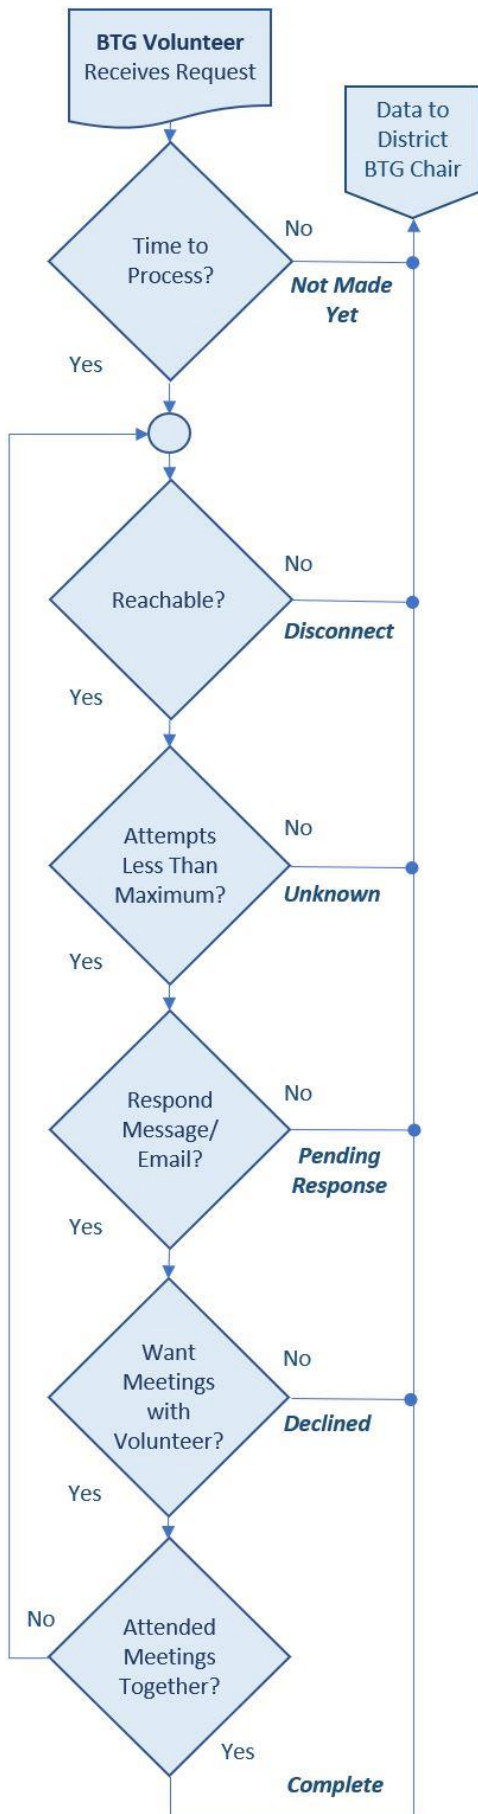 BTG Volunteer
Receives Request
Data to
District
BTG Chair
Time to
Process?
No
Not Made
Yet
Yes
Reachable?
No
Disconnect
Yes
Attempts
Less Than
Maximum?
No
Unknown
Yes
Respond
Message/
Email?
No
Pending
Response
Yes
Want
Meetings
with
Volunteer?
No
Declined
Yes
No
Attended
Meetings
Together?
Yes
Complete